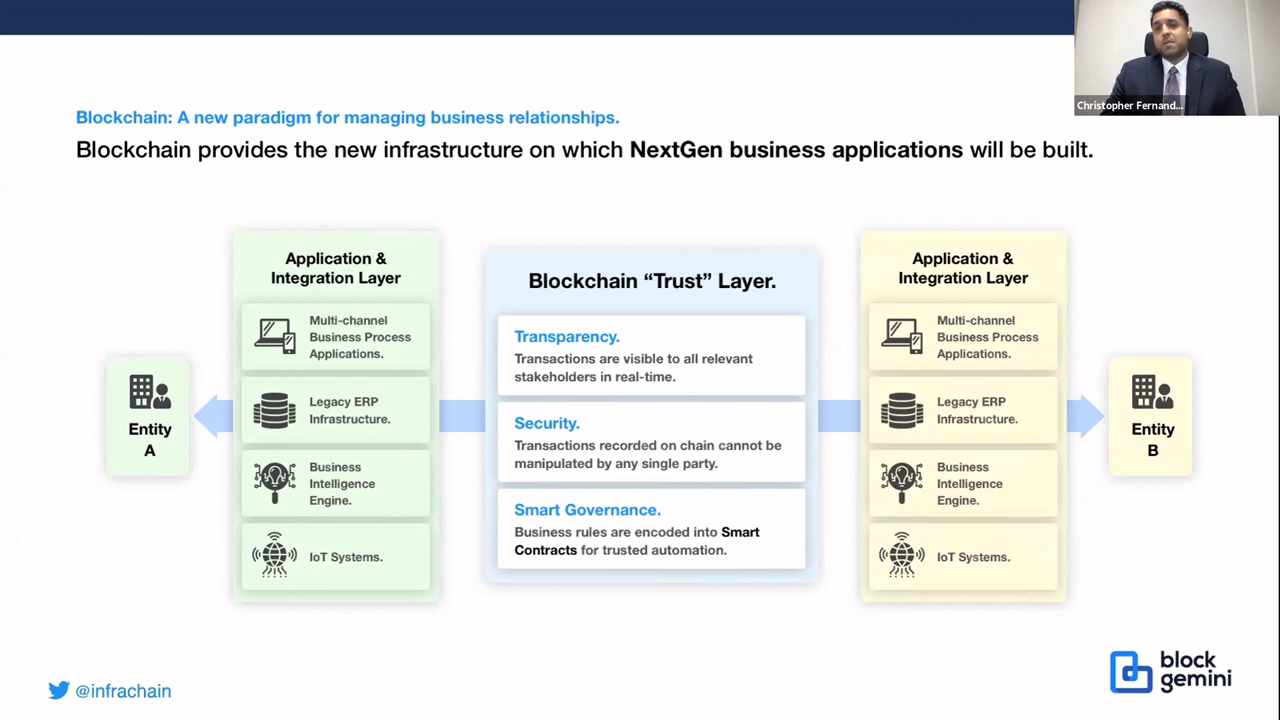 Christopher Fernand...
Blockchain: A new paradigm for managing business relationships.
Blockchain provides the new infrastructure on which NextGen business applications will be built.
Entity
A
Application &
Integration Layer
Multi-channel
Business Process
Applications.
Legacy ERP
Infrastructure.
Business
Intelligence
Engine.
IoT Systems.
Blockchain “Trust” Layer.
Transparency.
Transactions are visible to all relevant
stakeholders in real-time.
Security.
Transactions recorded on chain cannot be
manipulated by any single party.
Smart Governance.
Business rules are encoded into Smart
Contracts for trusted automation.
Application &
Integration Layer
Multi-channel
Business Process
Applications.
Legacy ERP
Infrastructure.
Business
Intelligence
Engine.
IoT Systems.
Entity
B
@infrachain
block
gemini